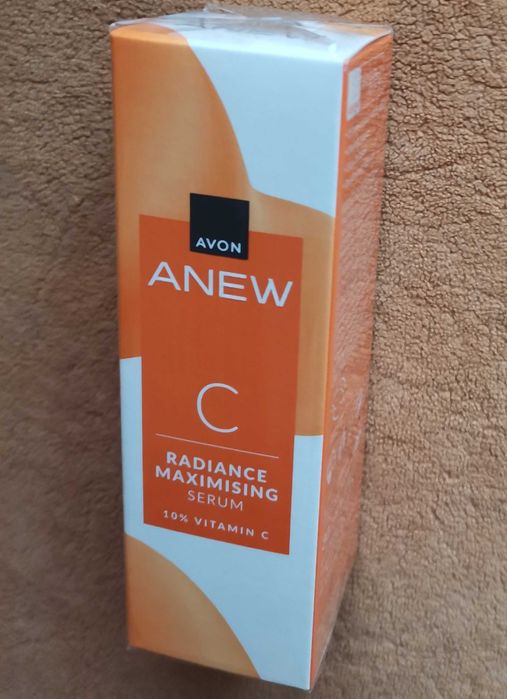 AVON
ANEW
C
RADIANCE
MAXIMISING
SERUM
10% VITAMIN C